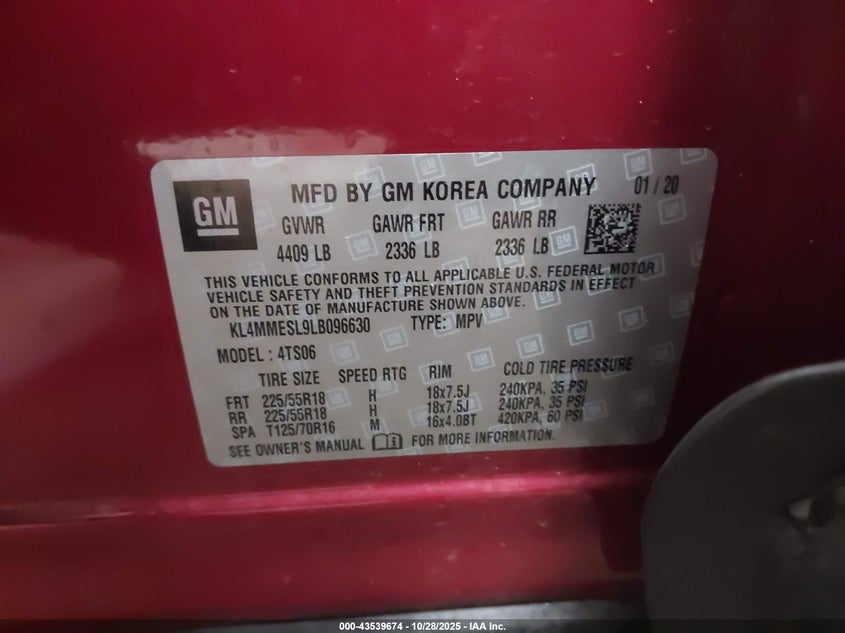 GM MFD BY GM KOREA COMPANY 01 / 20
GVWR GAWR FRT GAWR RR
4409 LB 2336 LB 2336 LB
THIS VEHICLE CONFORMS TO ALL APPLICABLE U.S. FEDERAL MOTOR
VEHICLE SAFETY AND THEFT PREVENTION STANDARDS IN EFFECT
ON THE DATE OF MANUFACTURE SHOWN ABOVE.
KL4MMESL9LB096630 TYPE: MPV
MODEL : 4TS06
TIRE SIZE SPEED RTG RIM COLD TIRE PRESSURE
FRT 225/55R18 H 18x7.5J 240KPA, 35 PSI
RR 225/55R18 H 18x7.5J 240KPA, 35 PSI
SPA T125/70R16 M 16x4.0BT 420KPA, 60 PSI
SEE OWNER'S MANUAL FOR MORE INFORMATION.
000-43539674 - 10/28/2025 - IAA Inc.